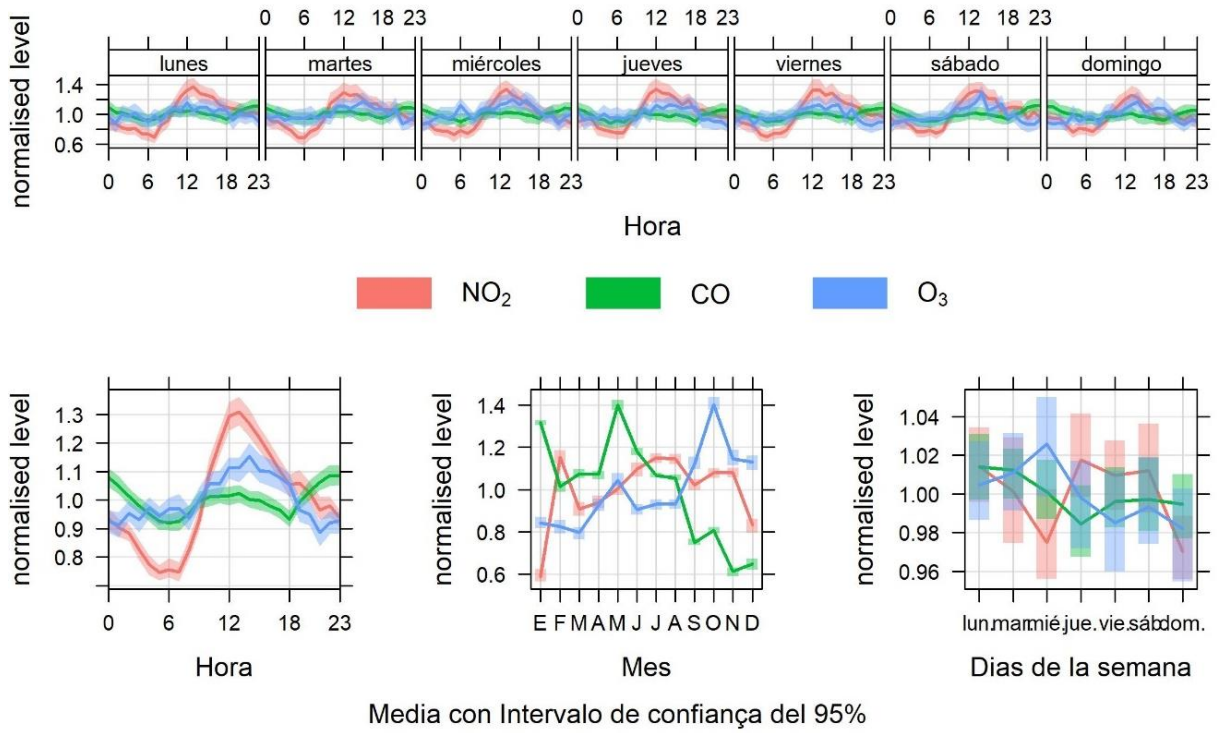 0 6 12 18 23 0 6 12 18 23 0 6 12 18 23
lunes martes miércoles jueves viernes sábado domingo
normalised level
1.4
1.0
0.6
0 6 12 18 23 0 6 12 18 23 0 6 12 18 23 0 6 12 18 23
Hora
NO₂ CO O₃
normalised level
1.3
1.2
1.1
1.0
0.9
0.8
0 6 12 18 23
Hora
normalised level
1.4
1.2
1.0
0.8
0.6
E F M A M J J A S O N D
Mes
normalised level
1.04
1.02
1.00
0.98
0.96
lun. mar. mié. jue. vie. sáb. dom.
Dias de la semana
Media con Intervalo de confiança del 95%